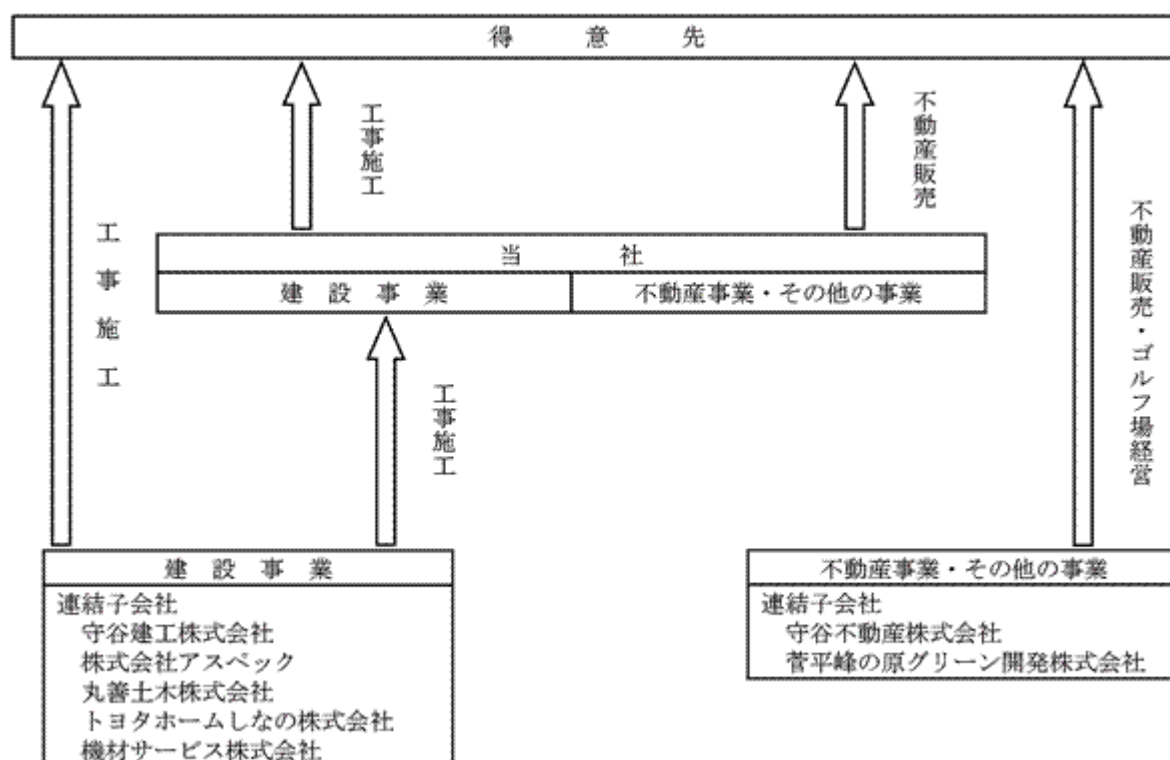 得意先
工事施工
不動産販売
工事施工
不動産販売・ゴルフ場経営
当社
建設事業
不動産事業・その他の事業
工事施工
建設事業
連結子会社
守谷建工株式会社
株式会社アスペック
丸善土木株式会社
トヨタホームしなの株式会社
機材サービス株式会社
不動産事業・その他の事業
連結子会社
守谷不動産株式会社
菅平峰の原グリーン開発株式会社